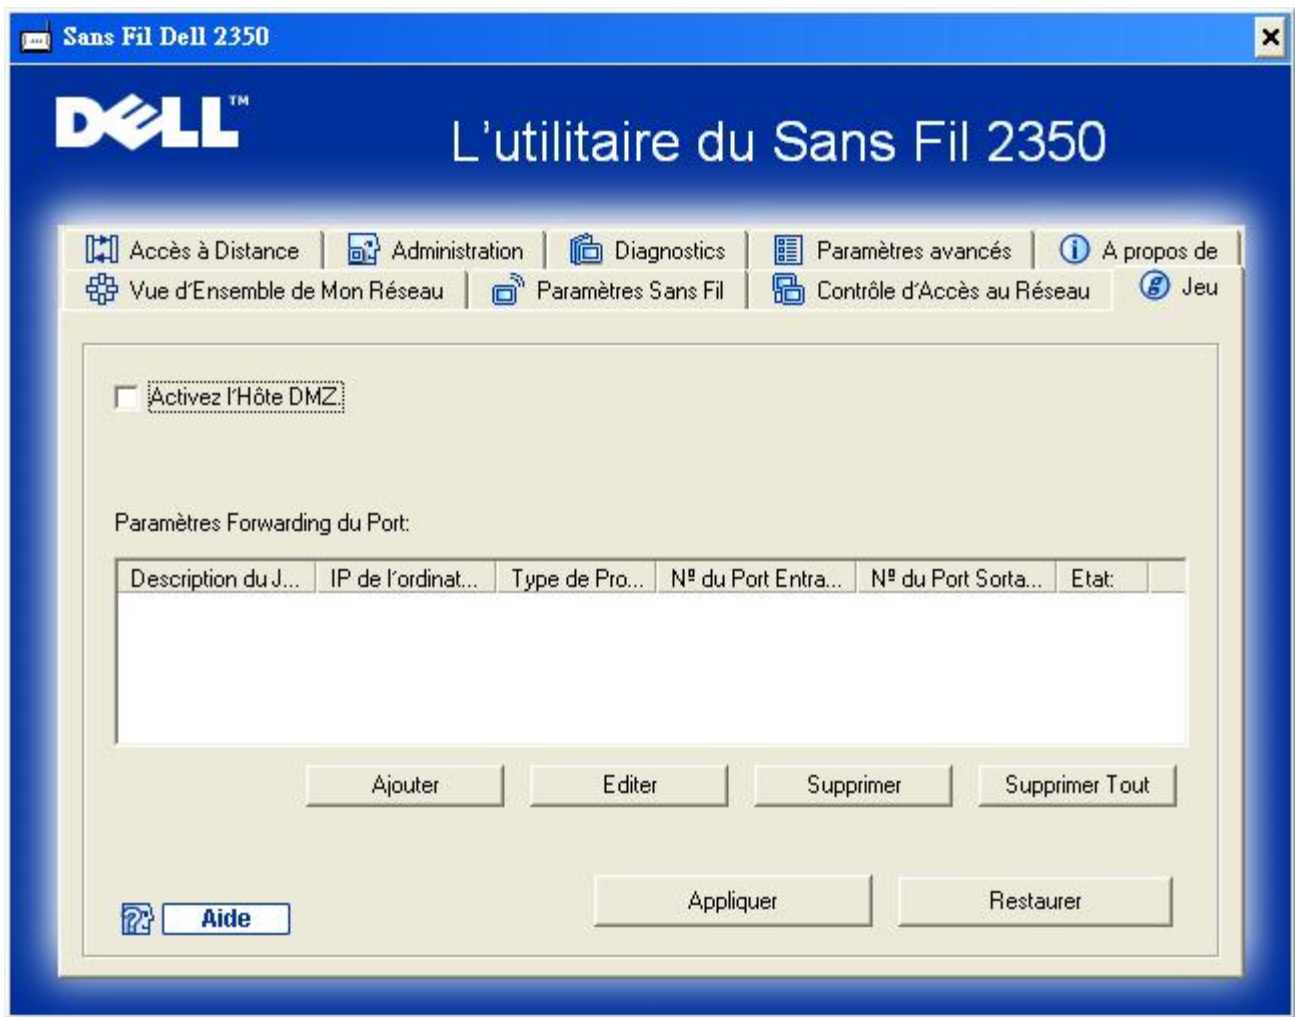 Sans Fil Dell 2350
DELL™
L'utilitaire du Sans Fil 2350
Accès à Distance
Administration
Diagnostics
Paramètres avancés
A propos de
Vue d'Ensemble de Mon Réseau
Paramètres Sans Fil
Contrôle d'Accès au Réseau
Jeu
Activez l'Hôte DMZ.
Paramètres Forwarding du Port:
Description du J... IP de l'ordinat... Type de Pro... Nº du Port Entra... Nº du Port Sorta... Etat:
Ajouter
Editer
Supprimer
Supprimer Tout
Appliquer
Restaurer
Aide